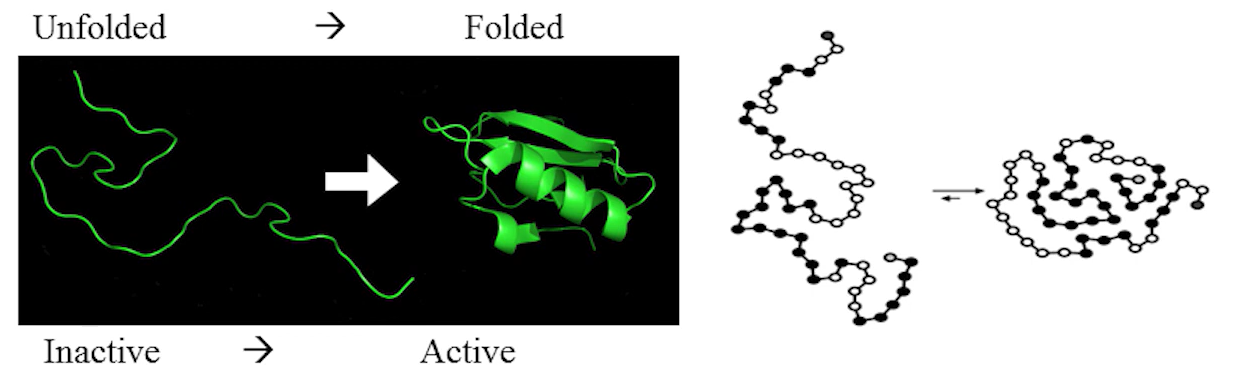 Unfolded → Folded
Inactive → Active